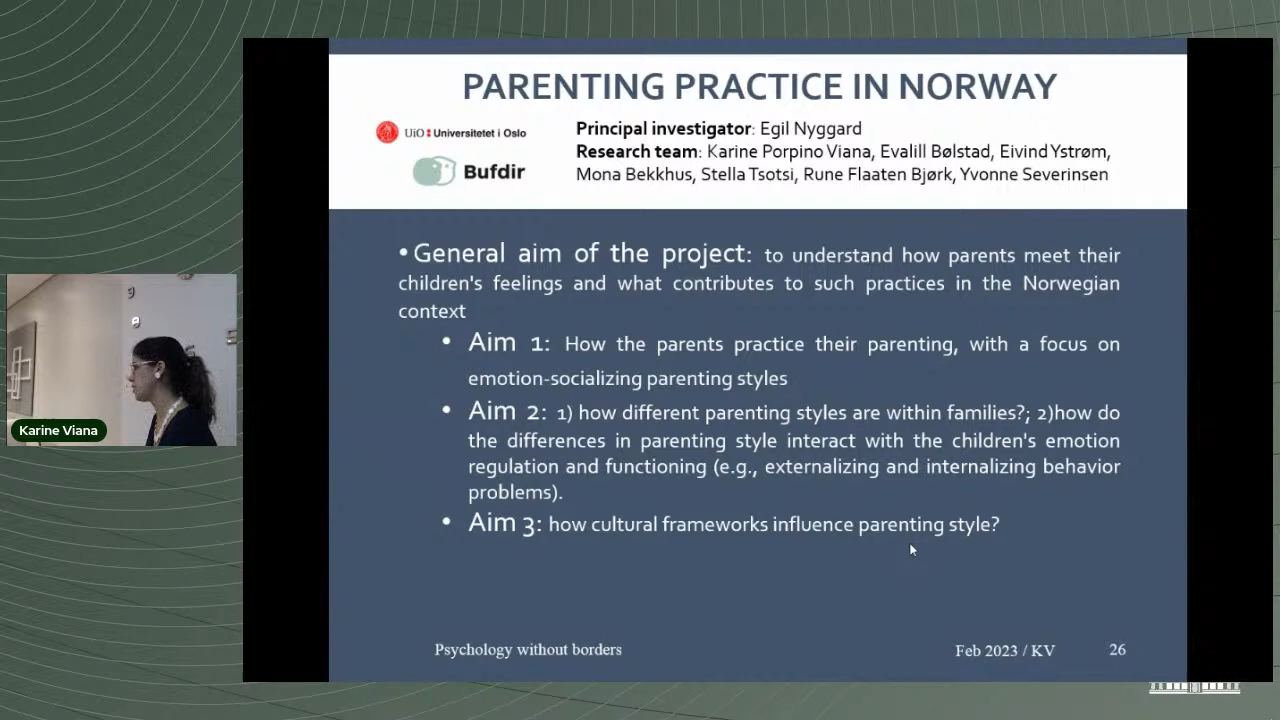 PARENTING PRACTICE IN NORWAY
UiO Universitetet i Oslo
Bufdir
Principal investigator: Egil Nyggard
Research team: Karine Porpino Viana, Evalill Bølstad, Eivind Ystrøm,
Mona Bekkhus, Stella Tsotsi, Rune Flaaten Bjørk, Yvonne Severinsen
•General aim of the project: to understand how parents meet their
children's feelings and what contributes to such practices in the Norwegian
context
• Aim 1: How the parents practice their parenting, with a focus on
emotion-socializing parenting styles
• Aim 2: 1) how different parenting styles are within families?; 2)how do
the differences in parenting style interact with the children's emotion
regulation and functioning (e.g., externalizing and internalizing behavior
problems).
• Aim 3: how cultural frameworks influence parenting style?
Karine Viana
Psychology without borders
Feb 2023 / KV
26